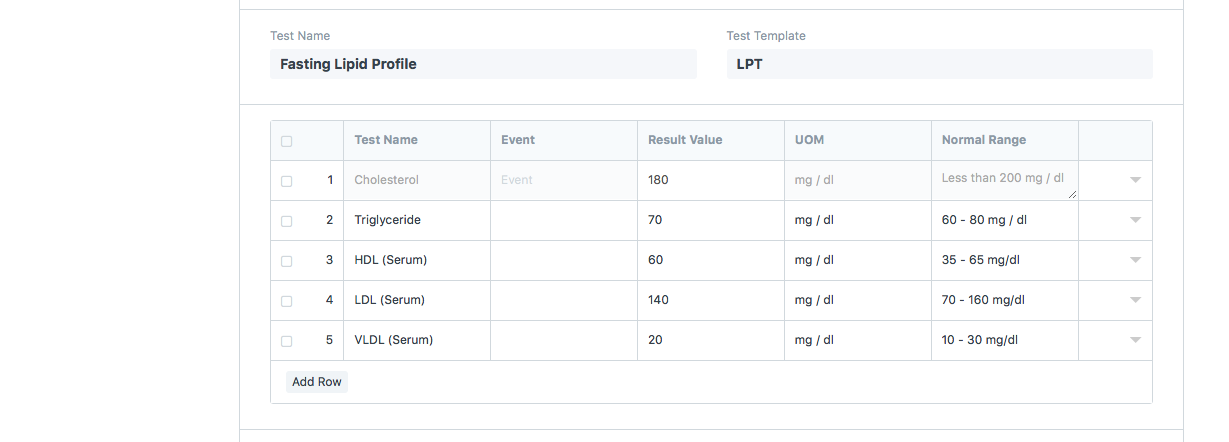 Test Name Test Template
Fasting Lipid Profile LPT
Test Name Event Result Value UOM Normal Range
1 Cholesterol Event 180 mg / dl Less than 200 mg / dl
2 Triglyceride 70 mg / dl 60 - 80 mg / dl
3 HDL (Serum) 60 mg / dl 35 - 65 mg/dl
4 LDL (Serum) 140 mg / dl 70 - 160 mg/dl
5 VLDL (Serum) 20 mg / dl 10 - 30 mg/dl
Add Row